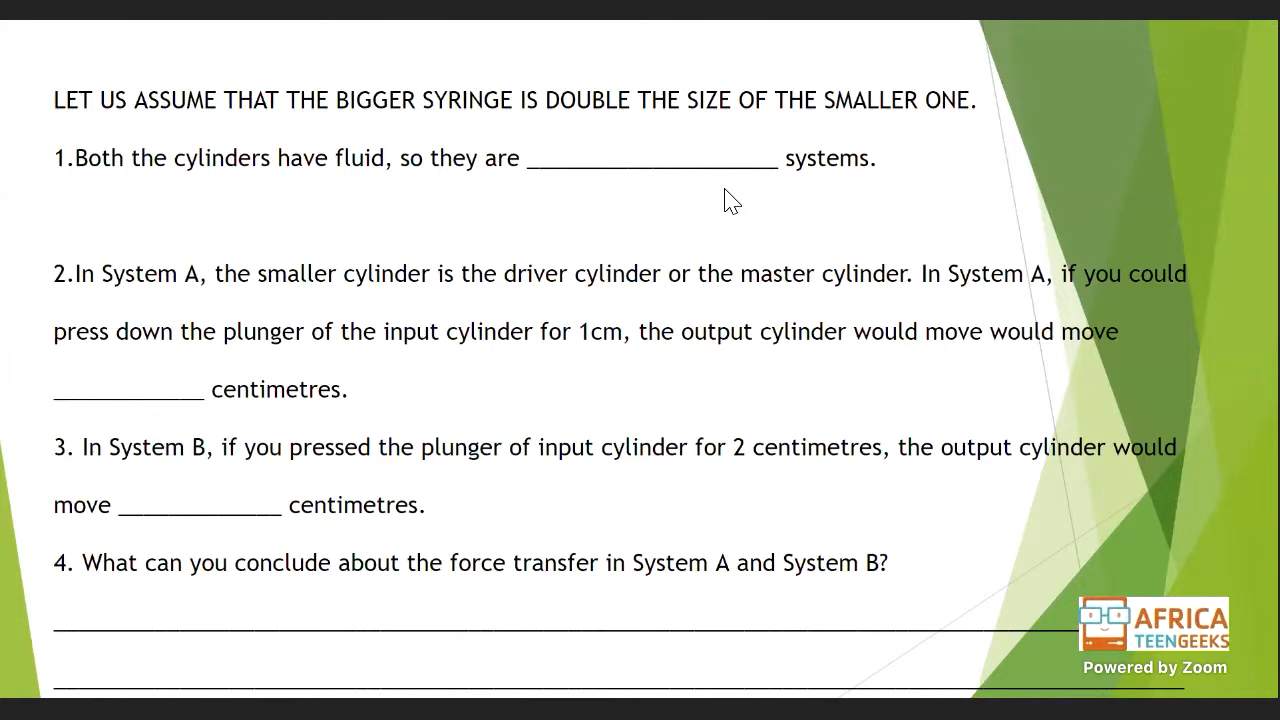 LET US ASSUME THAT THE BIGGER SYRINGE IS DOUBLE THE SIZE OF THE SMALLER ONE.
1.Both the cylinders have fluid, so they are ____________________ systems.
2.In System A, the smaller cylinder is the driver cylinder or the master cylinder. In System A, if you could
press down the plunger of the input cylinder for 1cm, the output cylinder would move would move
____________ centimetres.
3. In System B, if you pressed the plunger of input cylinder for 2 centimetres, the output cylinder would
move _____________ centimetres.
4. What can you conclude about the force transfer in System A and System B?
AFRICA
TEENGEEKS
Powered by Zoom